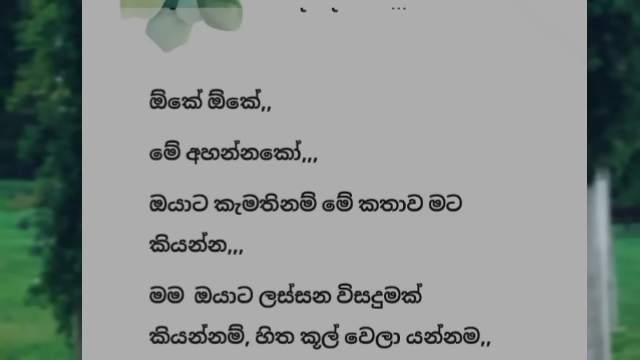 ඕකේ ඕකේ,,
මේ අහන්නකෝ,,,
ඔයාට කැමතිනම් මේ කතාව මට
කියන්න,,,
මම ඔයාට ලස්සන විසදුමක්
කියන්නම්, හිත කූල් වෙලා යන්නම,,